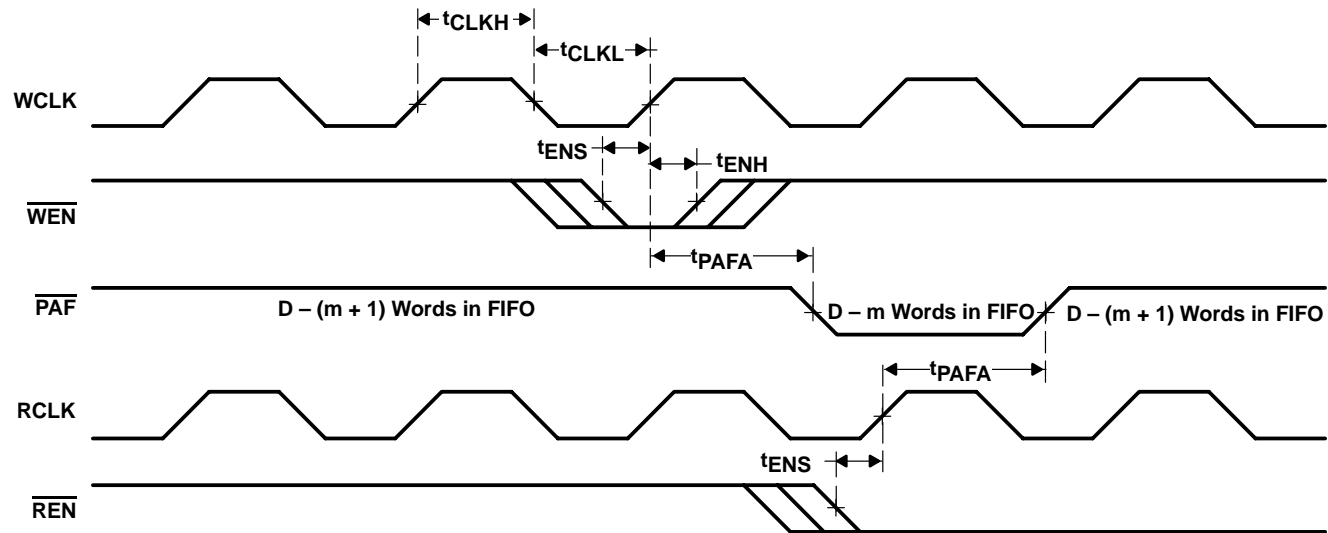 tCLKH
tCLKL
WCLK
tENS
tENH
WEN
tPAFA
PAF
D – (m + 1) Words in FIFO
D – m Words in FIFO
D – (m + 1) Words in FIFO
tPAFA
RCLK
tENS
REN